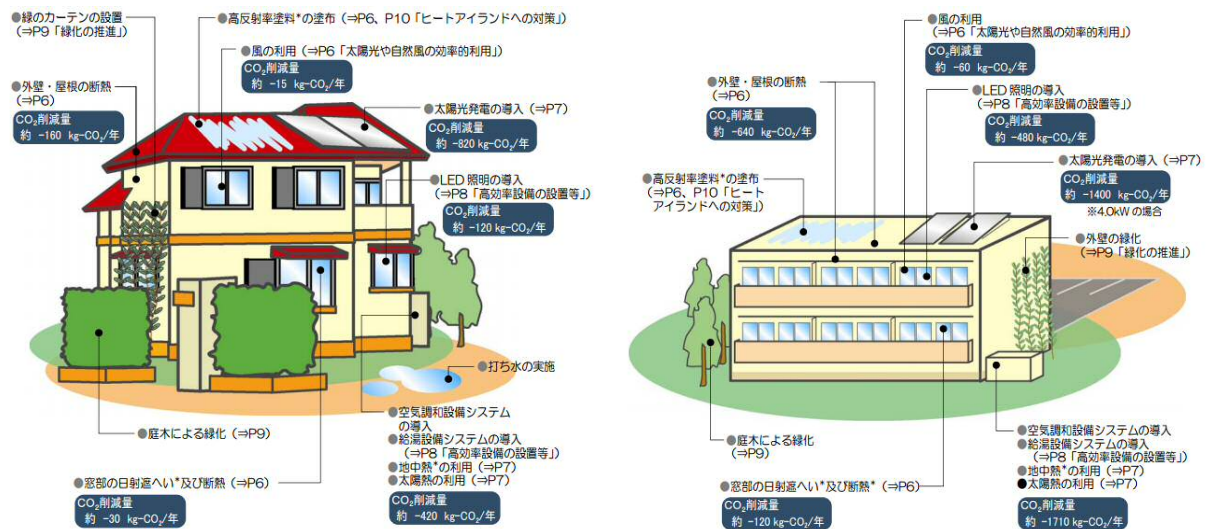 ●緑のカーテンの設置
(⇒P9「緑化の推進」)
●高反射率塗料*の塗布(⇒P6、P10「ヒートアイランドへの対策」)
●風の利用(⇒P6「太陽光や自然風の効率的利用」)
CO₂削減量
約 -15 kg-CO₂/年
●外壁・屋根の断熱
(⇒P6)
CO₂削減量
約 -160 kg-CO₂/年
●太陽光発電の導入(⇒P7)
CO₂削減量
約 -820 kg-CO₂/年
●LED 照明の導入
(⇒P8「高効率設備の設置等」)
CO₂削減量
約 -120 kg-CO₂/年
●打ち水の実施
●庭木による緑化(⇒P9)
●空気調和設備システム
の導入
●給湯設備システムの導入
(⇒P8「高効率設備の設置等」)
●地中熱*の利用(⇒P7)
●太陽熱の利用(⇒P7)
CO₂削減量
約 -420 kg-CO₂/年
●窓部の日射遮へい*及び断熱(⇒P6)
CO₂削減量
約 -30 kg-CO₂/年
●風の利用
(⇒P6「太陽光や自然風の効率的利用」)
CO₂削減量
約 -60 kg-CO₂/年
●外壁・屋根の断熱
(⇒P6)
CO₂削減量
約 -640 kg-CO₂/年
●LED 照明の導入
(⇒P8「高効率設備の設置等」)
CO₂削減量
約 -480 kg-CO₂/年
●太陽光発電の導入(⇒P7)
CO₂削減量
約 -1400 kg-CO₂/年
※4.0kW の場合
●高反射率塗料*の塗布
(⇒P6、P10「ヒート
アイランドへの対策」)
●外壁の緑化
(⇒P9「緑化の推進」)
●庭木による緑化
(⇒P9)
●空気調和設備システムの導入
●給湯設備システムの導入
(⇒P8「高効率設備の設置等」)
●地中熱*の利用(⇒P7)
●太陽熱の利用(⇒P7)
CO₂削減量
約 -1710 kg-CO₂/年
●窓部の日射遮へい*及び断熱*(⇒P6)
CO₂削減量
約 -120 kg-CO₂/年